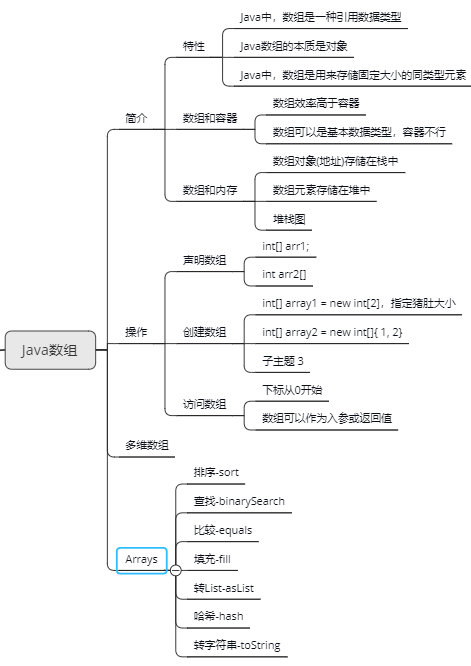 Java数组
简介
特性
Java中，数组是一种引用数据类型
Java数组的本质是对象
Java中，数组是用来存储固定大小的同类型元素
数组和容器
数组效率高于容器
数组可以是基本数据类型，容器不行
数组和内存
数组对象(地址)存储在栈中
数组元素存储在堆中
堆栈图
操作
声明数组
int[] arr1;
int arr2[]
创建数组
int[] array1 = new int[2]，指定猪肚大小
int[] array2 = new int[]{ 1, 2}
子主题 3
访问数组
下标从0开始
数组可以作为入参或返回值
多维数组
Arrays
排序-sort
查找-binarySearch
比较-equals
填充-fill
转List-asList
哈希-hash
转字符串-toString